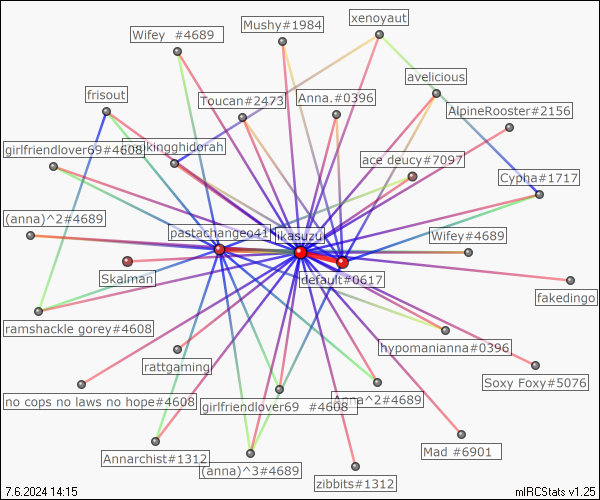 xenoyaut
Mushy#1984
Wifey  #4689
avelicious
frisout
Toucan#2473
Anna.#0396
AlpineRooster#2156
girlfriendlover69#4608
kingghidorah
ace deucy#7097
Cypha#1717
(anna)^2#4689
pastachangeo41
ikasuzu
Wifey#4689
Skalman
default#0617
fakedingo
ramshackle gorey#4608
hypomanianna#0396
rattgaming
Soxy Foxy#5076
no cops no laws no hope#4608
girlfriendlover69  #4608
Anna^2#4689
Annarchist#1312
(anna)^3#4689
Mad #6901
zibbits#1312
7.6.2024 14:15
mIRCStats v1.25